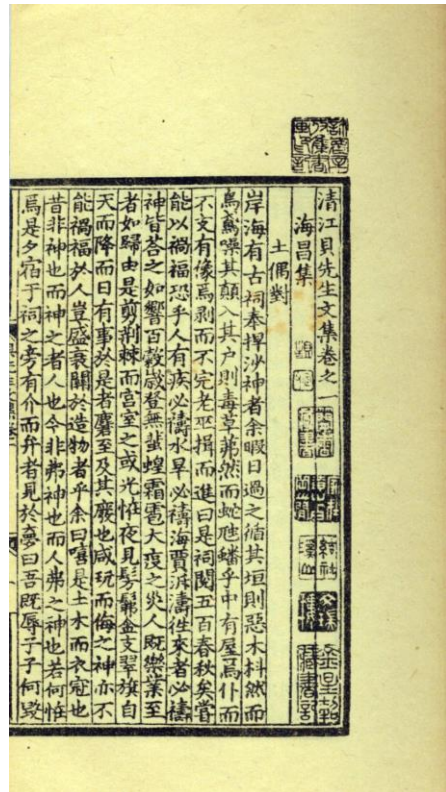 清江貝先生文集卷之一
海昌集
土偶對
岸海有古祠奉捍沙神者余暇日過之循其垣則惡木枓然而
鳥鳶噪其顛入其户則毒草茀然而蛇虺蟠乎中有屋焉仆而
不支有像焉剥而不完老巫揖而進曰是祠閱五百春秋矣嘗
能以禍福恐乎人有疾必禱水旱必禱海賈泝濤徃來者必禱
神皆荅之如響百穀咸登無蜚蝗霜雹大疫之災人既樂業至
者如歸由是剪荆棘而宮室之或光怪夜見髣髴金支翠旗自
天而降而日有事於是者麏至及其廢也咸玩而侮之神亦不
能禍福於人豈盛衰關於造物者乎余曰嘻是土木而衣冠也
昔非神也而神之者人也今非弗神也而人弗之神也若何怪
焉是夕宿于祠之旁有介而弁者見於夣曰吾既辱子子何毀